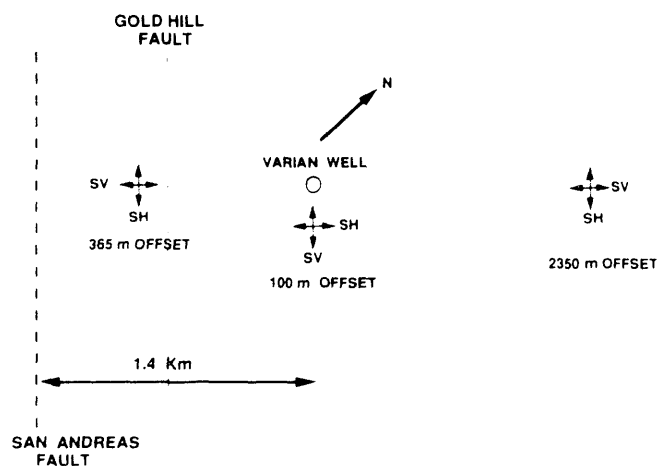 GOLD HILL
FAULT
N
VARIAN WELL
SV
SH
365 m OFFSET
SH
SV
100 m OFFSET
SV
SH
2350 m OFFSET
1.4 Km
SAN ANDREAS
FAULT